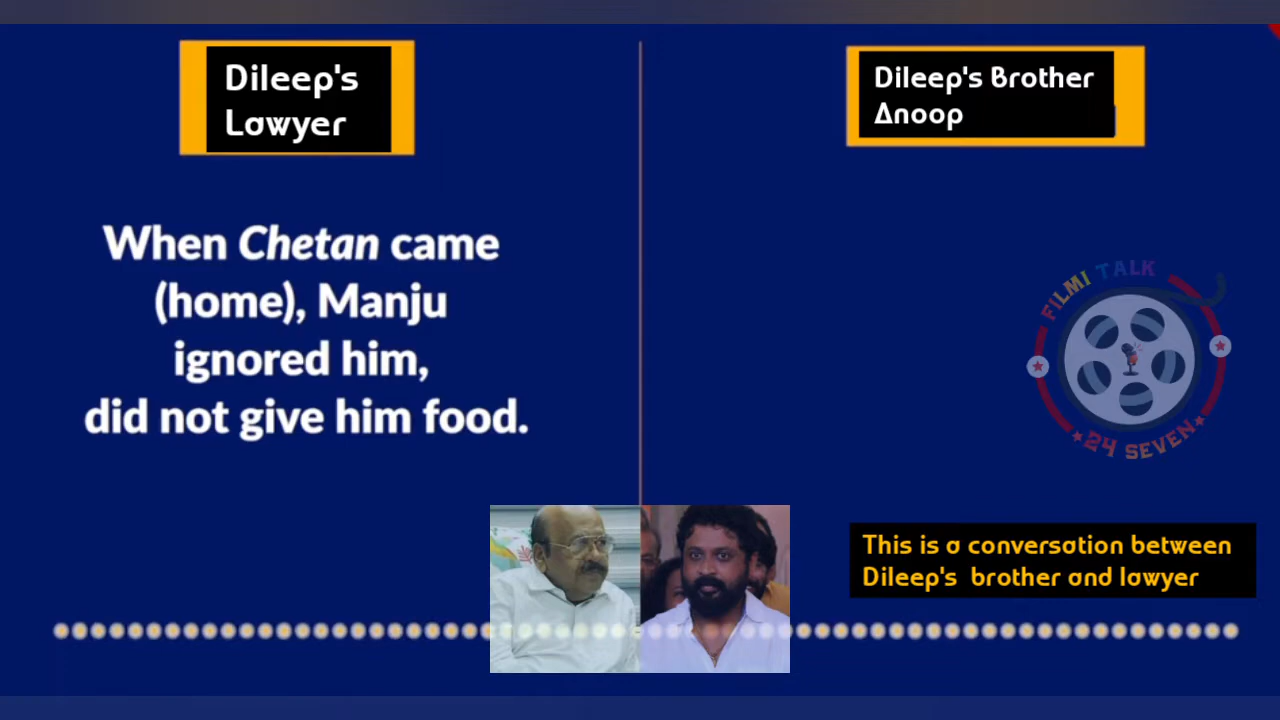 Dileep's
Lawyer
Dileep's Brother
Anoop
When Chetan came
(home), Manju
ignored him,
did not give him food.
FILMI TALK
24 SEVEN
This is a conversation between
Dileep's brother and lawyer